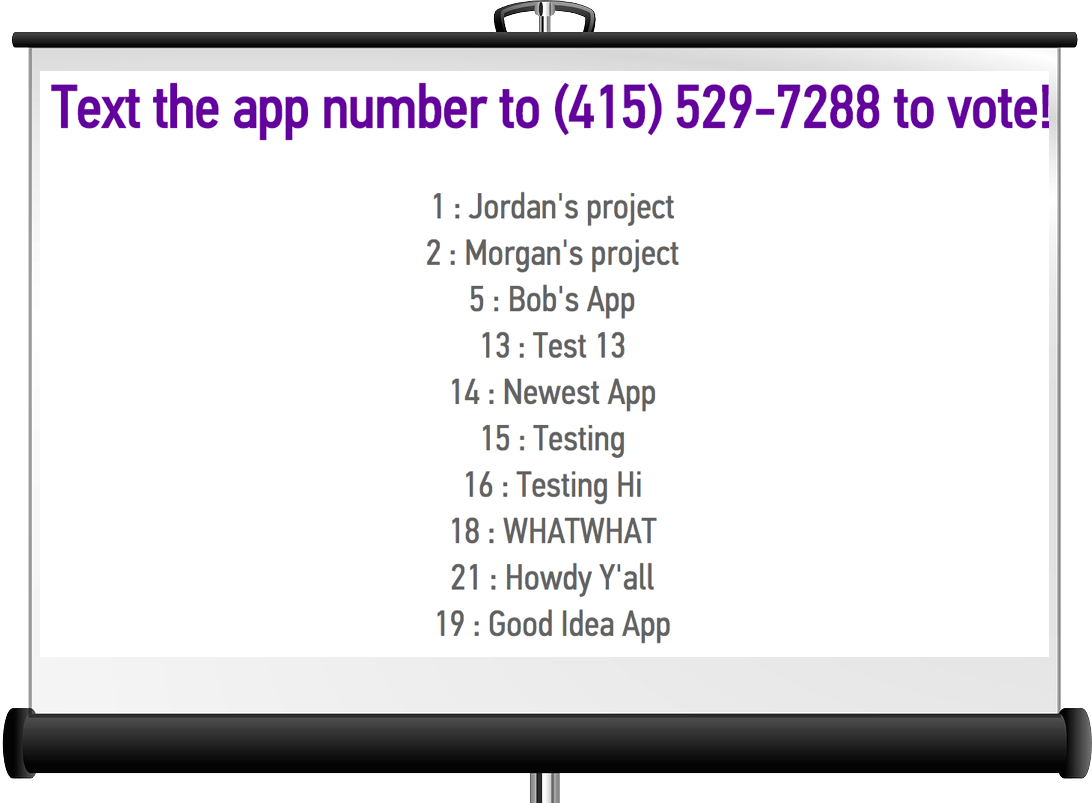 Text the app number to (415) 529-7288 to vote!
1 : Jordan's project
2 : Morgan's project
5 : Bob's App
13 : Test 13
14 : Newest App
15 : Testing
16 : Testing Hi
18 : WHATWHAT
21 : Howdy Y'all
19 : Good Idea App